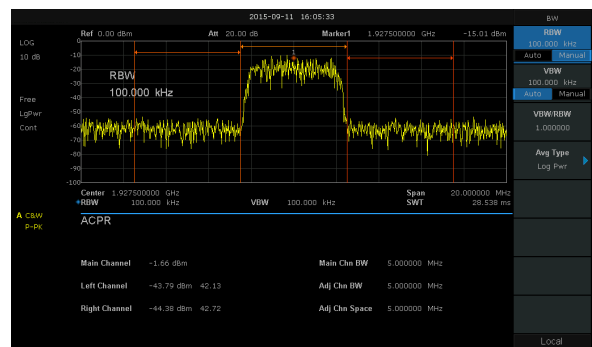 2015-09-11 16:05:33
BW
LOG
10 dB
Free
LgPwr
Cont
A C&W
P-PK
Ref 0.00 dBm Att 20.00 dB Marker1 1.927500000 GHz -15.01 dBm
0
-10
-20
-30
-40
-50
-60
-70
-80
-90
-100
1
RBW
100.000 kHz
Center 1.927500000 GHz Span 20.000000 MHz
RBW 100.000 kHz VBW 100.000 kHz SWT 28.538 ms
ACPR
Main Channel -1.66 dBm Main Chn BW 5.000000 MHz
Left Channel -43.79 dBm 42.13 Adj Chn BW 5.000000 MHz
Right Channel -44.38 dBm 42.72 Adj Chn Space 5.000000 MHz
RBW
100.000 kHz
Auto Manual
VBW
100.000 kHz
Auto Manual
VBW/RBW
1.000000
Avg Type
Log Pwr
Local